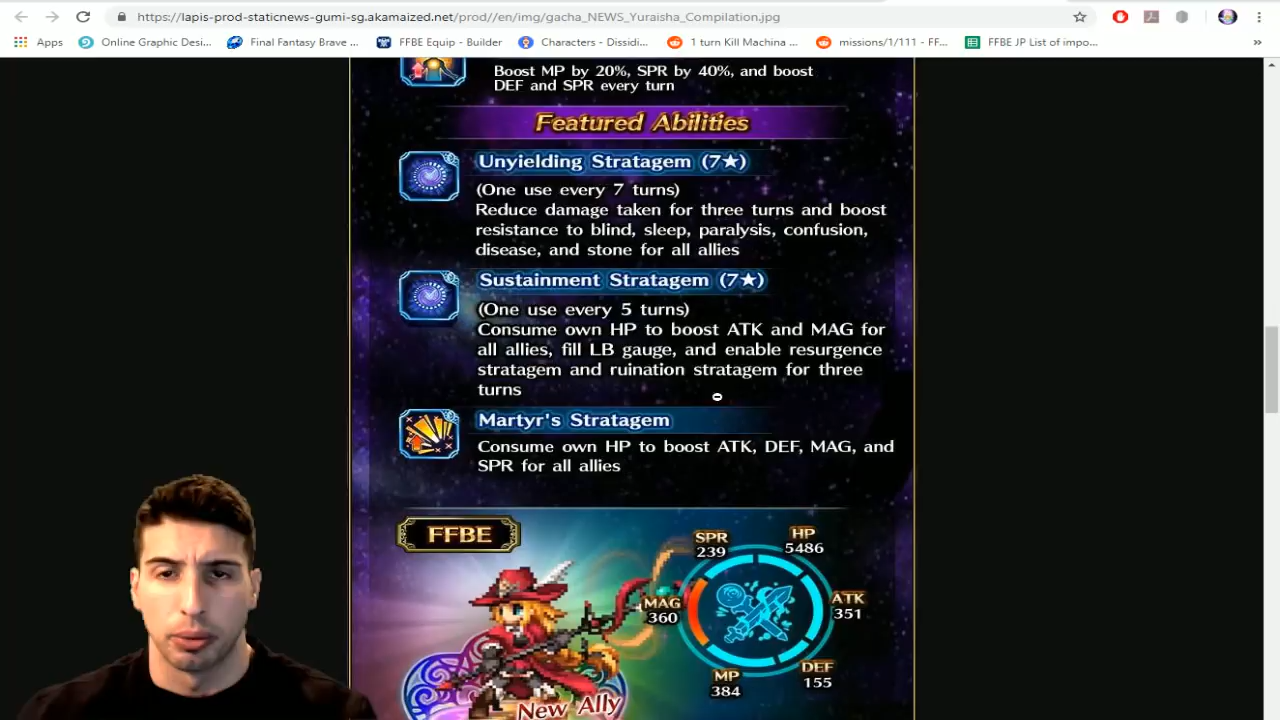 https://lapis-prod-staticnews-gumi-sg.akamaized.net/prod//en/img/gacha_NEWS_Yuraisha_Compilation.jpg
Apps
Online Graphic Desi...
Final Fantasy Brave ...
FFBE Equip - Builder
Characters - Dissidi...
1 turn Kill Machina ...
missions/1/111 - FF...
FFBE JP List of impo...
»
Boost MP by 20%, SPR by 40%, and boost
DEF and SPR every turn
Featured Abilities
Unyielding Stratagem (7★)
(One use every 7 turns)
Reduce damage taken for three turns and boost
resistance to blind, sleep, paralysis, confusion,
disease, and stone for all allies
Sustainment Stratagem (7★)
(One use every 5 turns)
Consume own HP to boost ATK and MAG for
all allies, fill LB gauge, and enable resurgence
stratagem and ruination stratagem for three
turns
Martyr's Stratagem
Consume own HP to boost ATK, DEF, MAG, and
SPR for all allies
FFBE
SPR
239
HP
5486
MAG
360
ATK
351
MP
384
DEF
155
New Ally